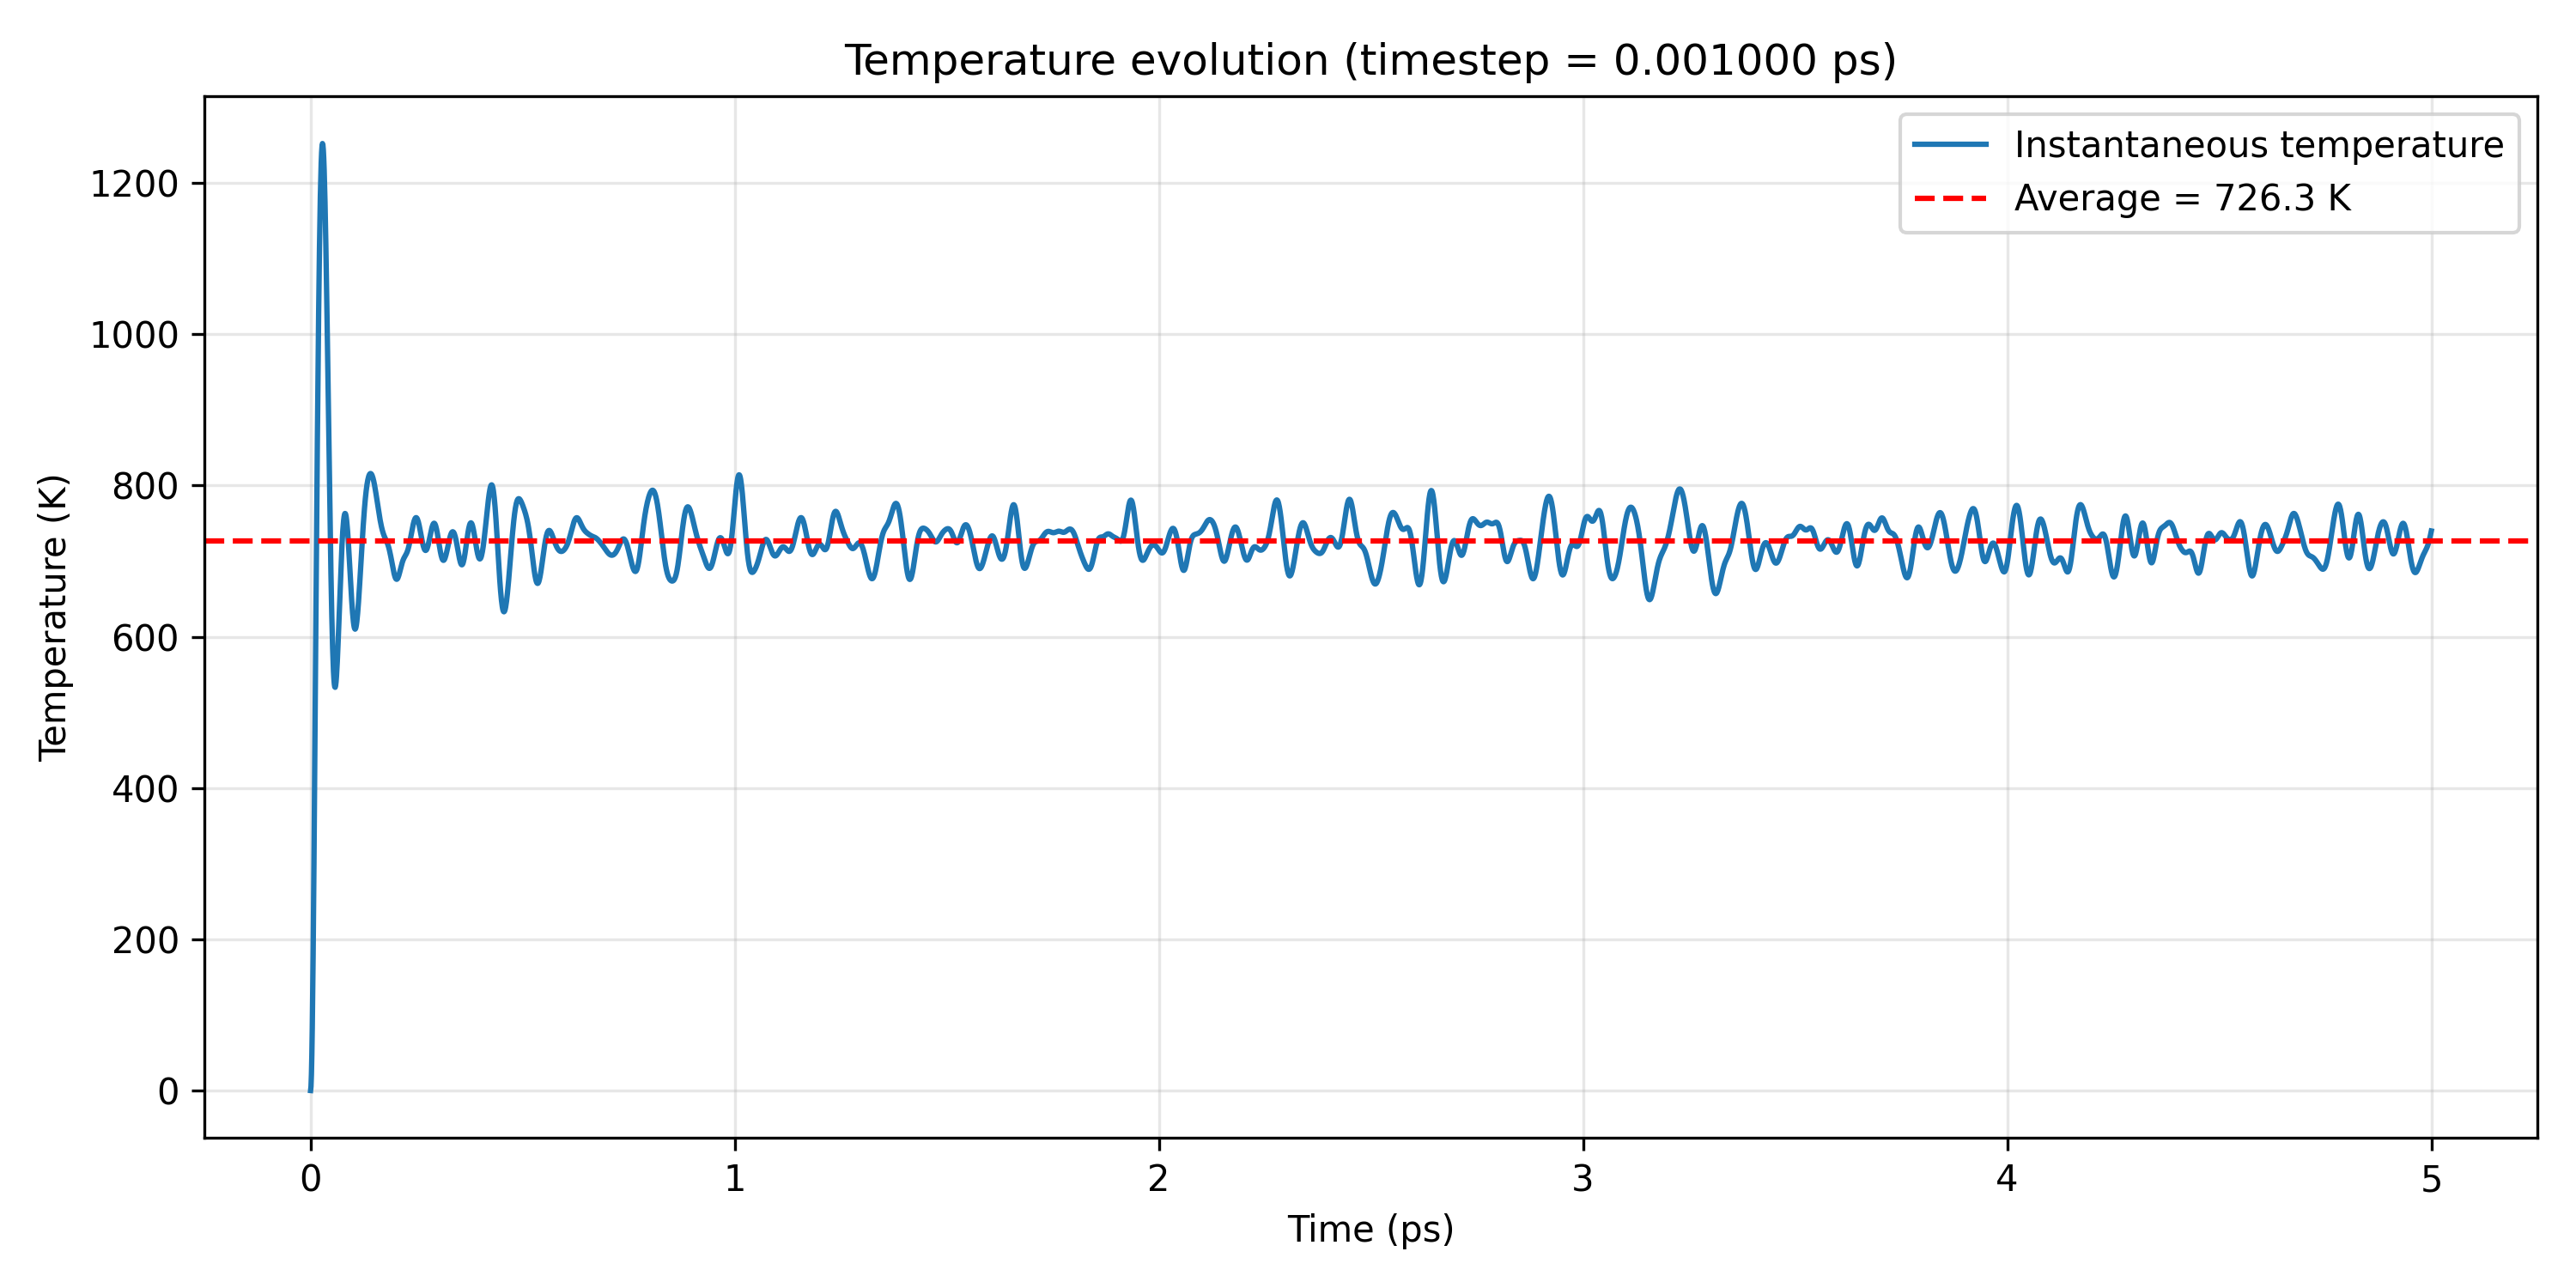 Temperature evolution (timestep = 0.001000 ps)
Instantaneous temperature
Average = 726.3 K
Temperature (K)
1200
1000
800
600
400
200
0
0 1 2 3 4 5
Time (ps)